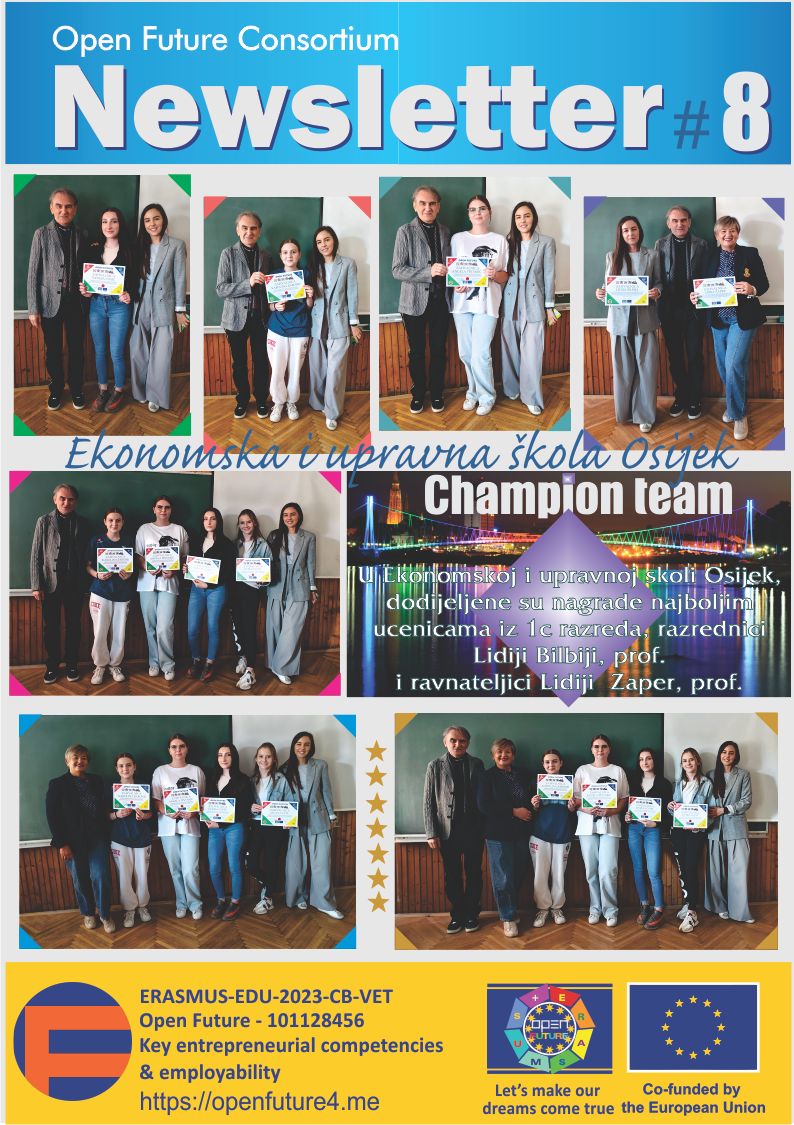 Open Future Consortium
Newsletter # 8
Ekonomska i upravna škola Osijek
Champion team
U Ekonomskoj i upravnoj školi Osijek,
dodijeljene su nagrade najboljim
ucenicama iz 1c razreda, razrednici
Lidiji Bilbiji, prof.
i ravnateljici Lidiji Zaper, prof.
ERASMUS-EDU-2023-CB-VET
Open Future - 101128456
Key entrepreneurial competencies
& employability
https://openfuture4.me
OPEN
FUTURE
ERASMUS+
Let's make our
dreams come true
Co-funded by
the European Union